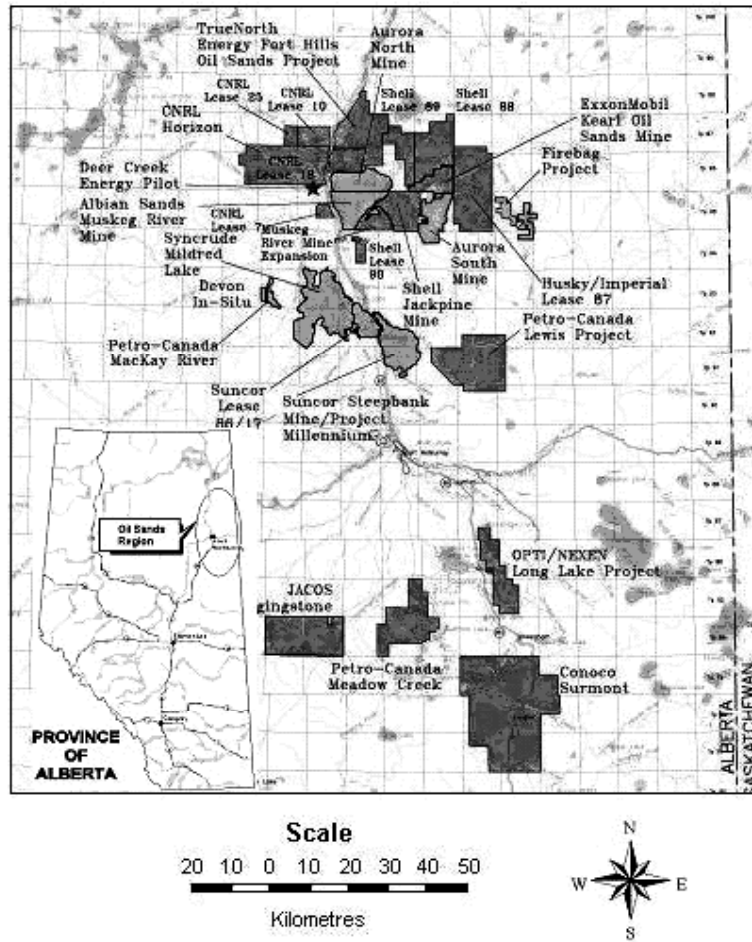 TrueNorth
Energy Fort Hills
Oil Sands Project
Aurora
North
Mine
CNRL
Lease 25
CNRL
Lease 10
Shell
Lease 89
Shell
Lease 88
CNRL
Horizon
ExxonMobil
Kearl Oil
Sands Mine
CNRL
Lease 18
Firebag
Project
Deer Creek
Energy Pilot
Albian Sands
Muskeg River
Mine
CNRL
Lease 7
Muskeg
River Mine
Expansion
Shell
Lease
90
Aurora
South
Mine
Syncrude
Mildred
Lake
Shell
Jackpine
Mine
Husky/Imperial
Lease 87
Devon
In-Situ
Petro-Canada
MacKay River
Petro-Canada
Lewis Project
Suncor
Lease
86/17
Suncor Steepbank
Mine/Project
Millennium
Oil Sands
Region
OPTI/NEXEN
Long Lake Project
JACOS
gingstone
Petro-Canada
Meadow Creek
Conoco
Surmont
PROVINCE
OF
ALBERTA
ALBERTA
SASKATCHEWAN
Scale
20 10 0 10 20 30 40 50
Kilometres
N
W E
S